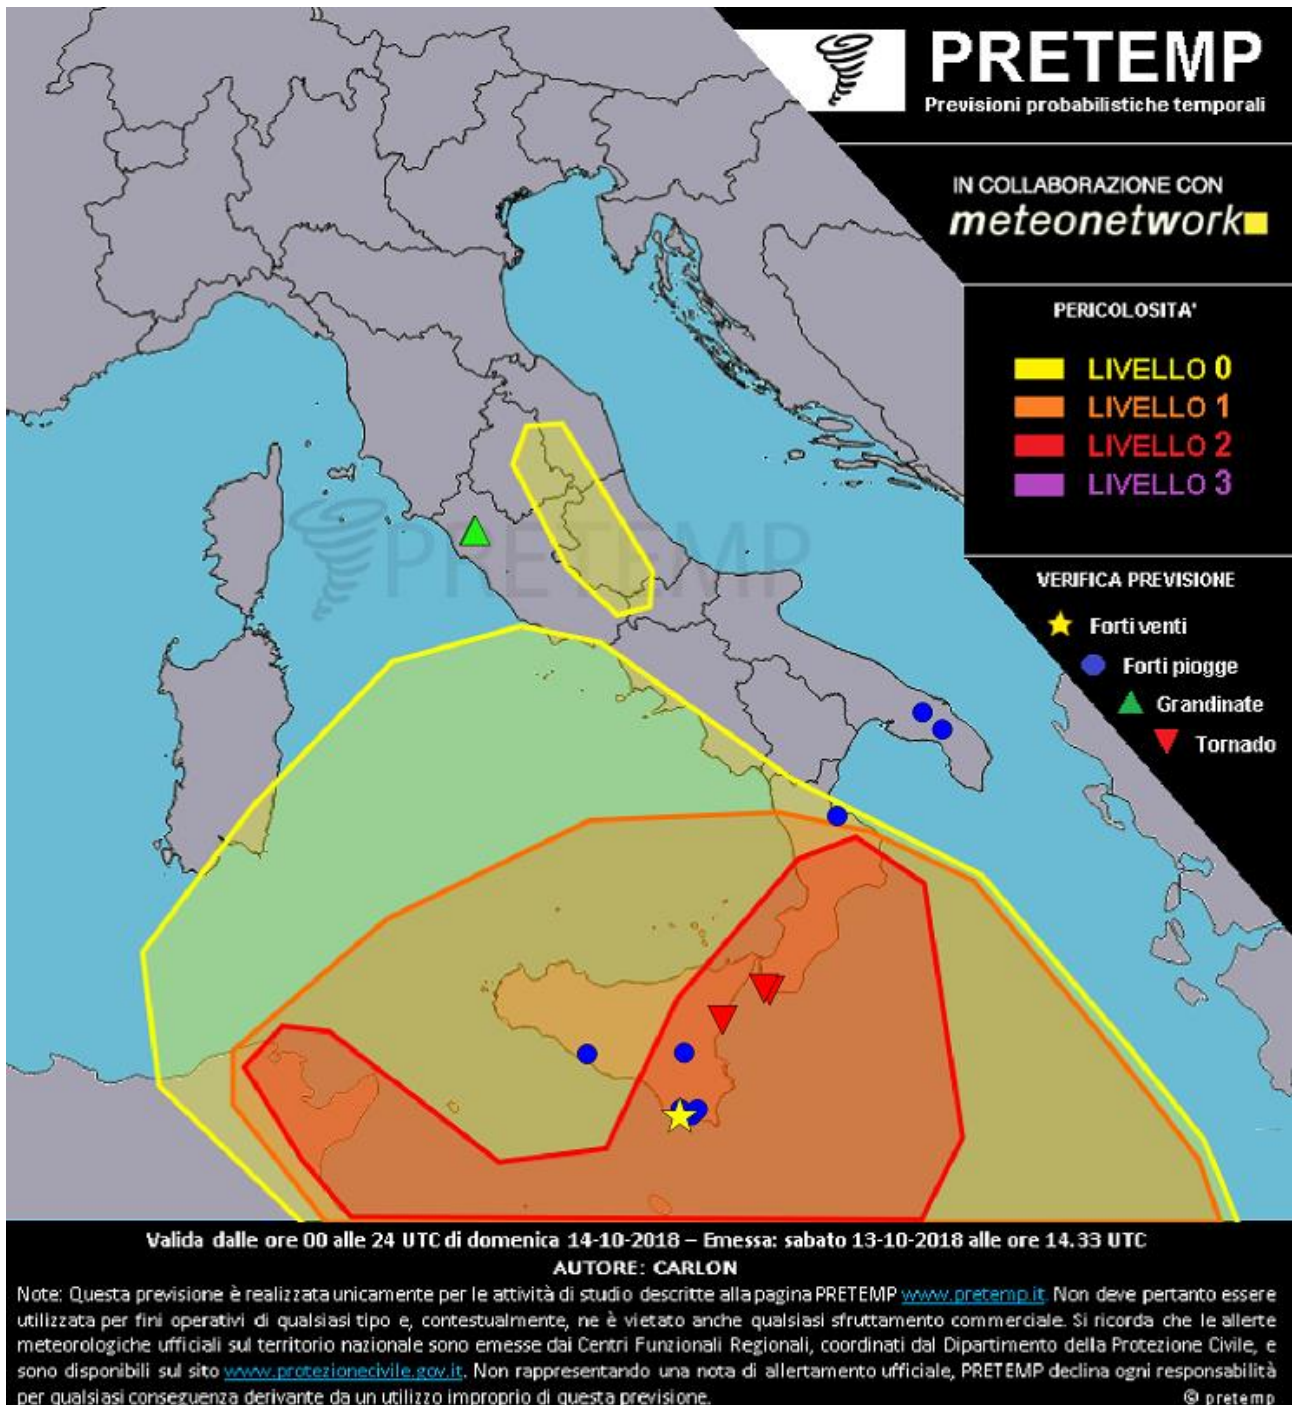 PRETEMP
Previsioni probabilistiche temporali
IN COLLABORAZIONE CON
meteonetwork
PERICOLOSITA'
LIVELLO 0
LIVELLO 1
LIVELLO 2
LIVELLO 3
PRETEMP
VERIFICA PREVISIONE
Forti venti
Forti piogge
Grandinate
Tornado
Valida dalle ore 00 alle 24 UTC di domenica 14-10-2018 – Emessa: sabato 13-10-2018 alle ore 14.33 UTC
AUTORE: CARLON
Note: Questa previsione è realizzata unicamente per le attività di studio descritte alla pagina PRETEMP www.pretemp.it. Non deve pertanto essere
utilizzata per fini operativi di qualsiasi tipo e, contestualmente, ne è vietato anche qualsiasi sfruttamento commerciale. Si ricorda che le allerte
meteorologiche ufficiali sul territorio nazionale sono emesse dai Centri Funzionali Regionali, coordinati dal Dipartimento della Protezione Civile, e
sono disponibili sul sito www.protezionecivile.gov.it. Non rappresentando una nota di allertamento ufficiale, PRETEMP declina ogni responsabilità
per qualsiasi conseguenza derivante da un utilizzo improprio di questa previsione.
© pretemp